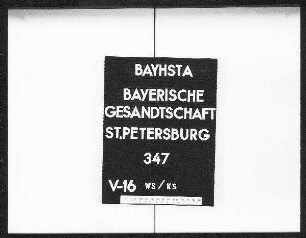 BAYHSTA
BAYERISCHE
GESANDTSCHAFT
ST.PETERSBURG
347
V-16 WS/KS